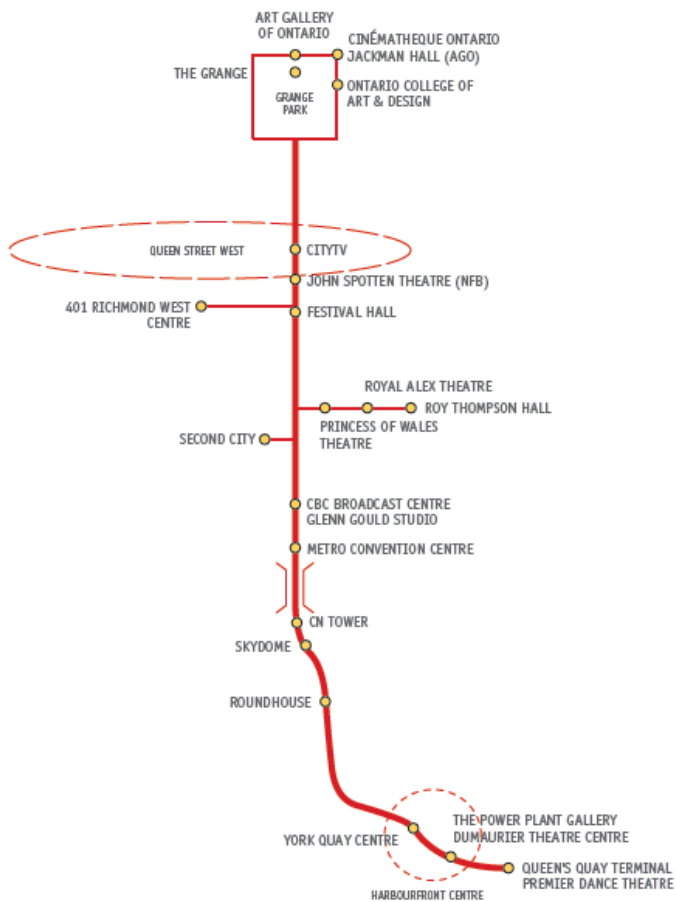 ART GALLERY
OF ONTARIO
CINÉMATHEQUE ONTARIO
JACKMAN HALL (AGO)
THE GRANGE
ONTARIO COLLEGE OF
ART & DESIGN
GRANGE
PARK
QUEEN STREET WEST
CITYTV
JOHN SPOTTEN THEATRE (NFB)
401 RICHMOND WEST
CENTRE
FESTIVAL HALL
ROYAL ALEX THEATRE
ROY THOMPSON HALL
PRINCESS OF WALES
THEATRE
SECOND CITY
CBC BROADCAST CENTRE
GLENN GOULD STUDIO
METRO CONVENTION CENTRE
CN TOWER
SKYDOME
ROUNDHOUSE
THE POWER PLANT GALLERY
DUMAURIER THEATRE CENTRE
YORK QUAY CENTRE
QUEEN'S QUAY TERMINAL
PREMIER DANCE THEATRE
HARBOURFRONT CENTRE